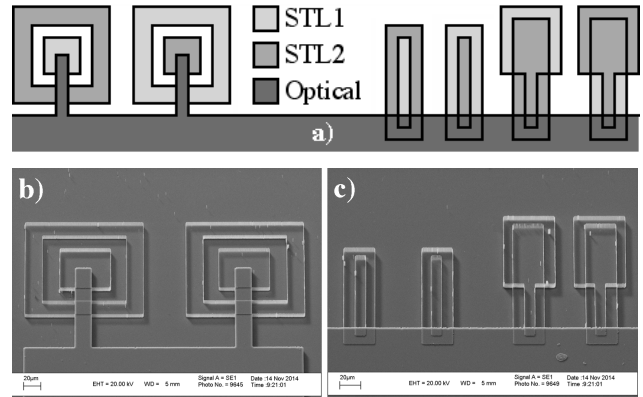 STL1
STL2
Optical
a)
b)
c)
20µm
EHT = 20.00 kV WD = 5 mm
Signal A = SE1
Photo No. = 9645
Date :14 Nov 2014
Time :9:21:01
20µm
EHT = 20.00 kV WD = 5 mm
Signal A = SE1
Photo No. = 9649
Date :14 Nov 2014
Time :9:21:01